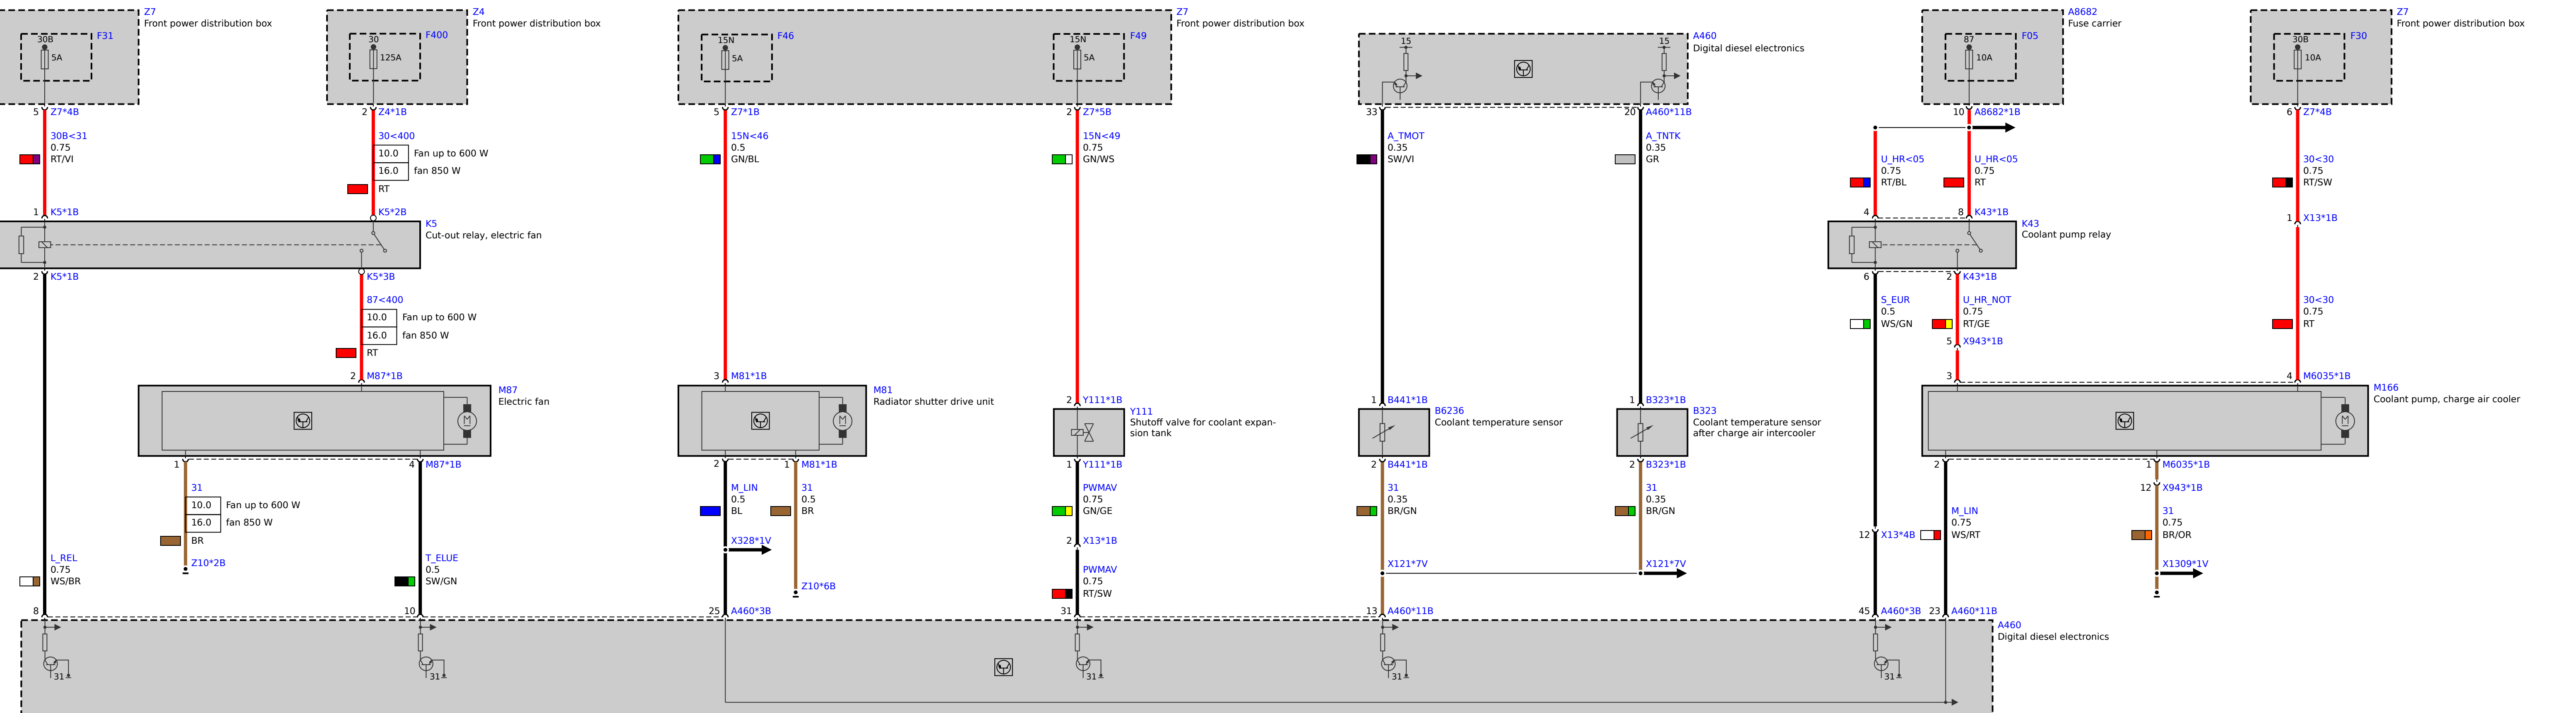 Z7
Front power distribution box
Z4
Front power distribution box
Z7
Front power distribution box
A460
Digital diesel electronics
A8682
Fuse carrier
Z7
Front power distribution box
30B
F31
5A
30
F400
125A
15N
F46
5A
15N
F49
5A
15
15
87
F05
10A
30B
F30
10A
5 Z7*4B
2 Z4*1B
5 Z7*1B
2 Z7*5B
33
20 A460*11B
10 A8682*1B
6 Z7*4B
30B<31
0.75
RT/VI
30<400
10.0 Fan up to 600 W
16.0 fan 850 W
RT
15N<46
0.5
GN/BL
15N<49
0.75
GN/WS
A_TMOT
0.35
SW/VI
A_TNTK
0.35
GR
U_HR<05
0.75
RT/BL
U_HR<05
0.75
RT
30<30
0.75
RT/SW
1 K5*1B
K5*2B
4
8 K43*1B
1 X13*1B
K5
Cut-out relay, electric fan
K43
Coolant pump relay
2 K5*1B
K5*3B
6
2 K43*1B
87<400
10.0 Fan up to 600 W
16.0 fan 850 W
RT
S_EUR
0.5
WS/GN
U_HR_NOT
0.75
RT/GE
5 X943*1B
30<30
0.75
RT
2 M87*1B
3 M81*1B
2 Y111*1B
1 B441*1B
1 B323*1B
3
4 M6035*1B
M87
Electric fan
M
M81
Radiator shutter drive unit
M
Y111
Shutoff valve for coolant expan-
sion tank
B6236
Coolant temperature sensor
B323
Coolant temperature sensor
after charge air intercooler
M166
Coolant pump, charge air cooler
M
1
4 M87*1B
2
1 M81*1B
1 Y111*1B
2 B441*1B
2 B323*1B
2
1 M6035*1B
31
10.0 Fan up to 600 W
16.0 fan 850 W
BR
Z10*2B
M_LIN
0.5
BL
X328*1V
31
0.5
BR
Z10*6B
PWMAV
0.75
GN/GE
2 X13*1B
PWMAV
0.75
RT/SW
31
0.35
BR/GN
X121*7V
31
0.35
BR/GN
X121*7V
12 X13*4B
M_LIN
0.75
WS/RT
12 X943*1B
31
0.75
BR/OR
X1309*1V
L_REL
0.75
WS/BR
T_ELUE
0.5
SW/GN
8
10
25 A460*3B
31
13 A460*11B
45 A460*3B
23 A460*11B
A460
Digital diesel electronics
31
31
31
31
31